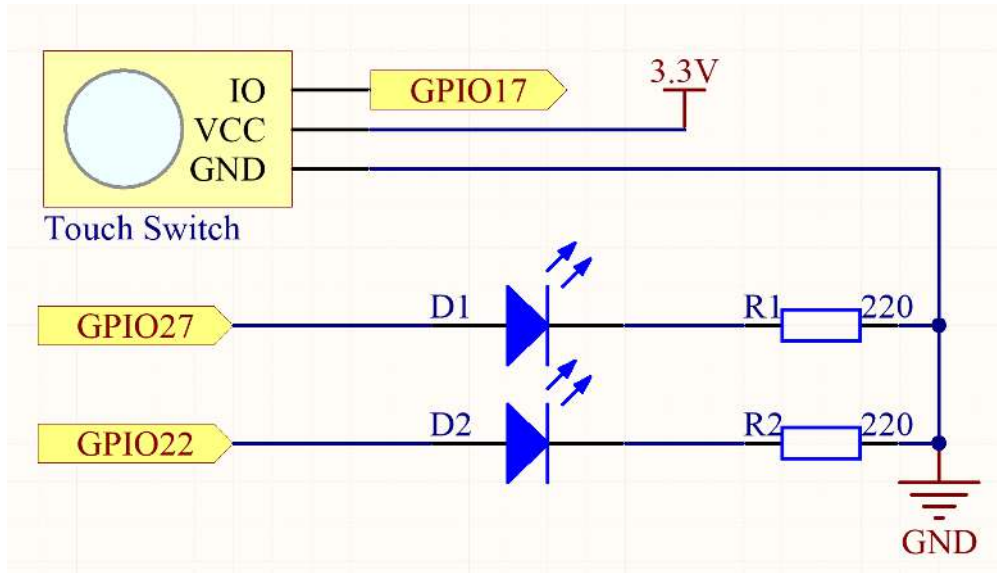 IO
GPIO17
3.3V
VCC
GND
Touch Switch
GPIO27
D1
R1
220
GPIO22
D2
R2
220
GND